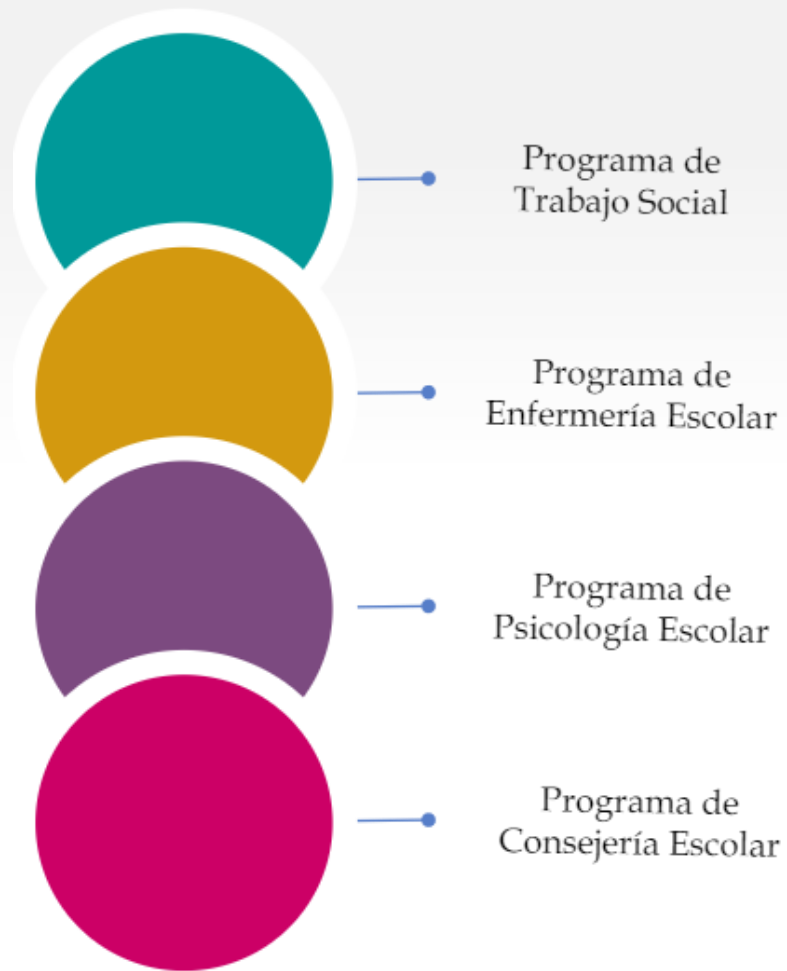 Programa de
Trabajo Social
Programa de
Enfermería Escolar
Programa de
Psicología Escolar
Programa de
Consejería Escolar